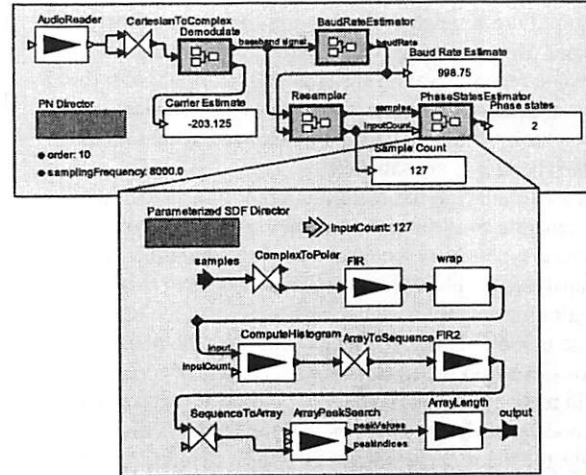 AudioReader
CartesianToComplex
Demodulate
baseband signal
BaudRateEstimator
baudRate
Baud Rate Estimate
998.75
PN Director
Carrier Estimate
-203.125
Resampler
samples
inputCount
PhaseStatesEstimator
Phase states
2
order: 10
samplingFrequency: 8000.0
Sample Count
127
Parameterized SDF Director
InputCount: 127
samples
ComplexToPolar
FIR
wrap
ComputeHistogram
input
inputCount
ArrayToSequence
FIR2
SequenceToArray
ArrayPeakSearch
peakValues
peakIndices
ArrayLength
output